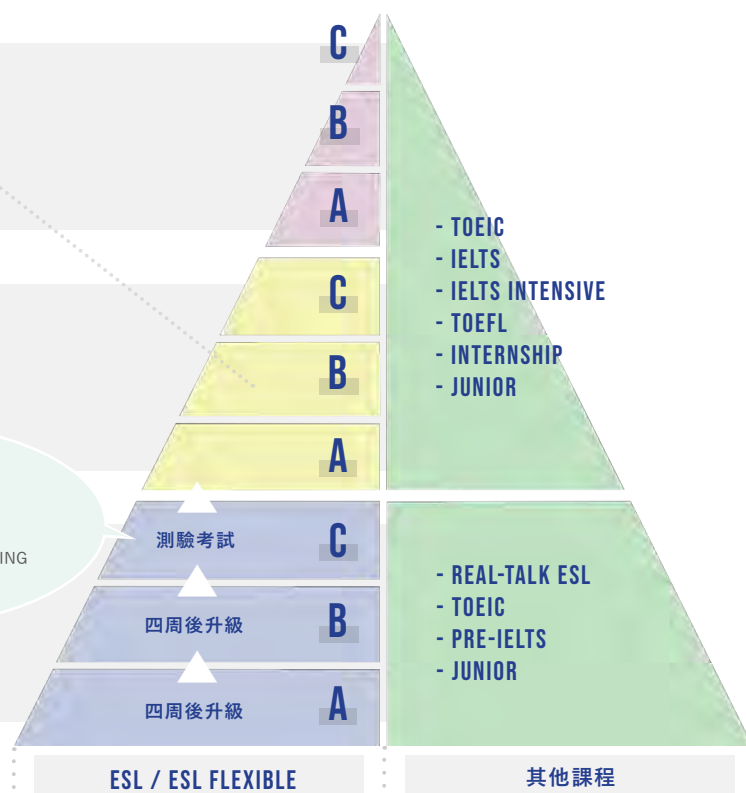 C
B
A
C
B
A
測驗考試
C
四周後升級
B
四周後升級
A
ING
- TOEIC
- IELTS
- IELTS INTENSIVE
- TOEFL
- INTERNSHIP
- JUNIOR
- REAL-TALK ESL
- TOEIC
- PRE-IELTS
- JUNIOR
ESL / ESL FLEXIBLE
其他課程